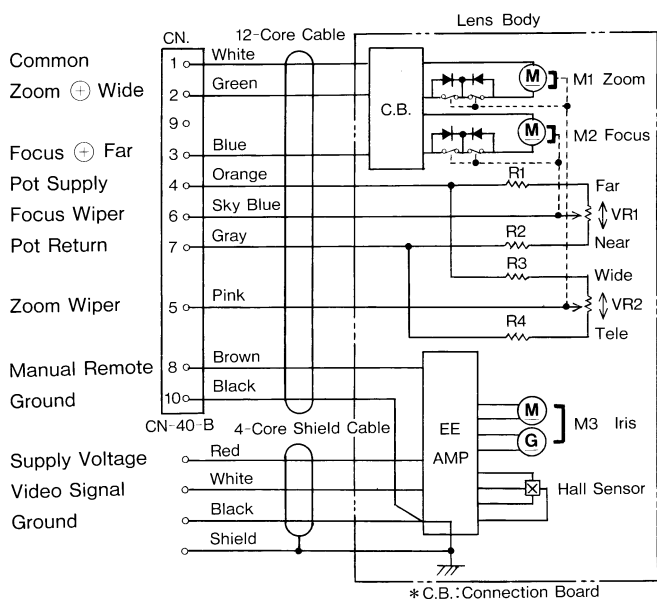 Lens Body
CN.
12-Core Cable
Common
1
White
Zoom + Wide
2
Green
9
Focus + Far
3
Blue
C.B.
M
M1 Zoom
M
M2 Focus
Pot Supply
4
Orange
R1
Far
Focus Wiper
6
Sky Blue
VR1
Pot Return
7
Gray
R2
Near
R3
Wide
Zoom Wiper
5
Pink
VR2
R4
Tele
Manual Remote
8
Brown
Ground
10
Black
CN-40-B
4-Core Shield Cable
EE
AMP
M
G
M3 Iris
Supply Voltage
Red
Video Signal
White
Hall Sensor
Ground
Black
Shield
*C.B.:Connection Board